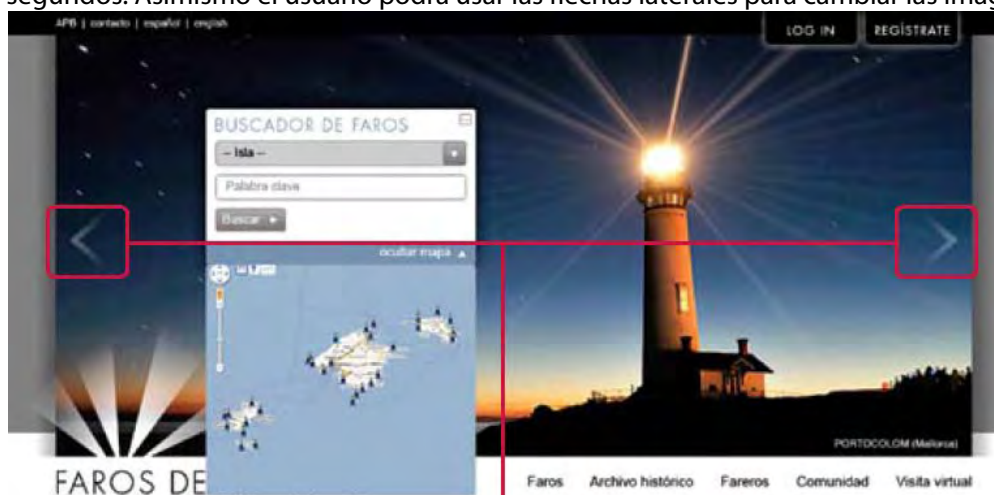 segundos. Asimismo el usuario podrá usar las flechas laterales para cambiar las imág
APB | contacto | español | english
LOG IN
REGÍSTRATE
BUSCADOR DE FAROS
-- Isla --
Palabra clave
Buscar
ocultar mapa
PORTOCOLOM (Mallorca)
FAROS DE
Faros Archivo histórico Fareros Comunidad Visita virtual